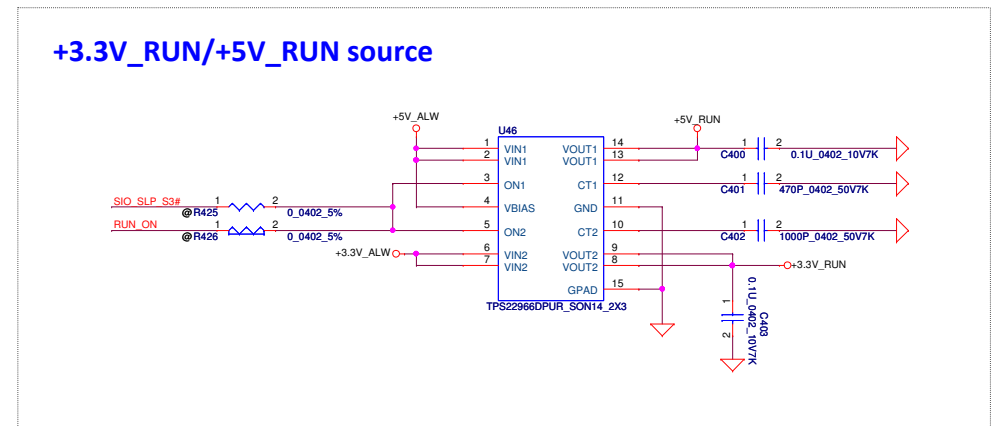 +3.3V_RUN/+5V_RUN source
+5V_ALW
+5V_RUN
U46
1 VIN1 VOUT1 14
2 VIN1 VOUT1 13
1 2
C400 0.1U_0402_10V7K
3 ON1 CT1 12
1 2
C401 470P_0402_50V7K
SIO_SLP_S3# 1 2
@R425 0_0402_5%
4 VBIAS GND 11
RUN_ON 1 2
@R426 0_0402_5%
5 ON2 CT2 10
1 2
C402 1000P_0402_50V7K
+3.3V_ALW
6 VIN2 VOUT2 9
7 VIN2 VOUT2 8
+3.3V_RUN
GPAD 15
TPS22966DPUR_SON14_2X3
1 2
C403
0.1U_0402_10V7K